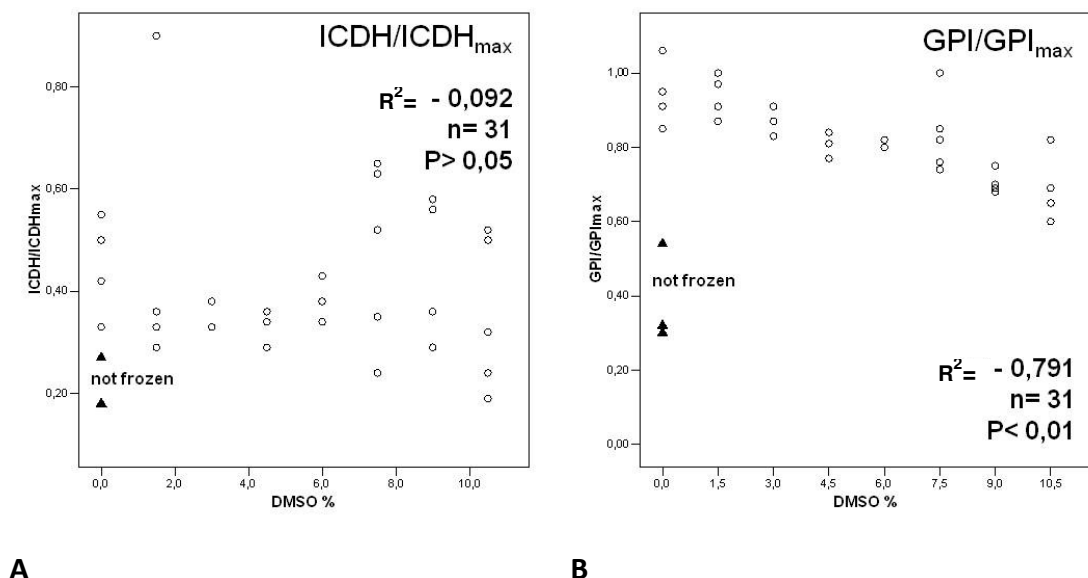 ICDH/ICDHmax
R²= - 0,092
n= 31
P> 0,05
ICDH/ICDHmax
0,80
0,60
0,40
0,20
not frozen
0,0 2,0 4,0 6,0 8,0 10,0
DMSO %
A
GPI/GPImax
GPI/GPImax
1,00
0,80
0,60
0,40
0,20
0,00
not frozen
R²= - 0,791
n= 31
P< 0,01
0,0 1,5 3,0 4,5 6,0 7,5 9,0 10,5
DMSO %
B